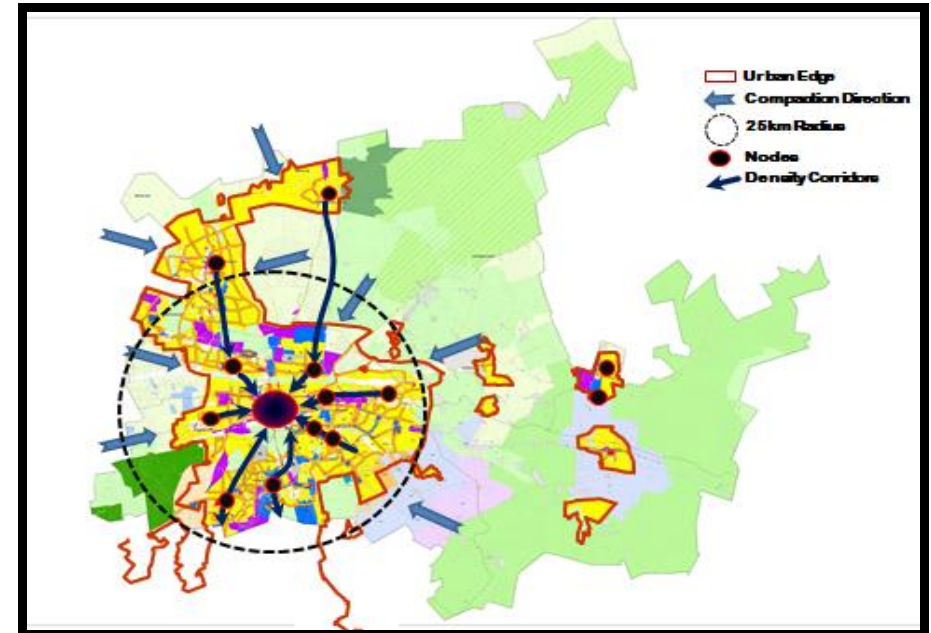 Urban Edge
Compaction Direction
25km Radius
Nodes
Density Corridors